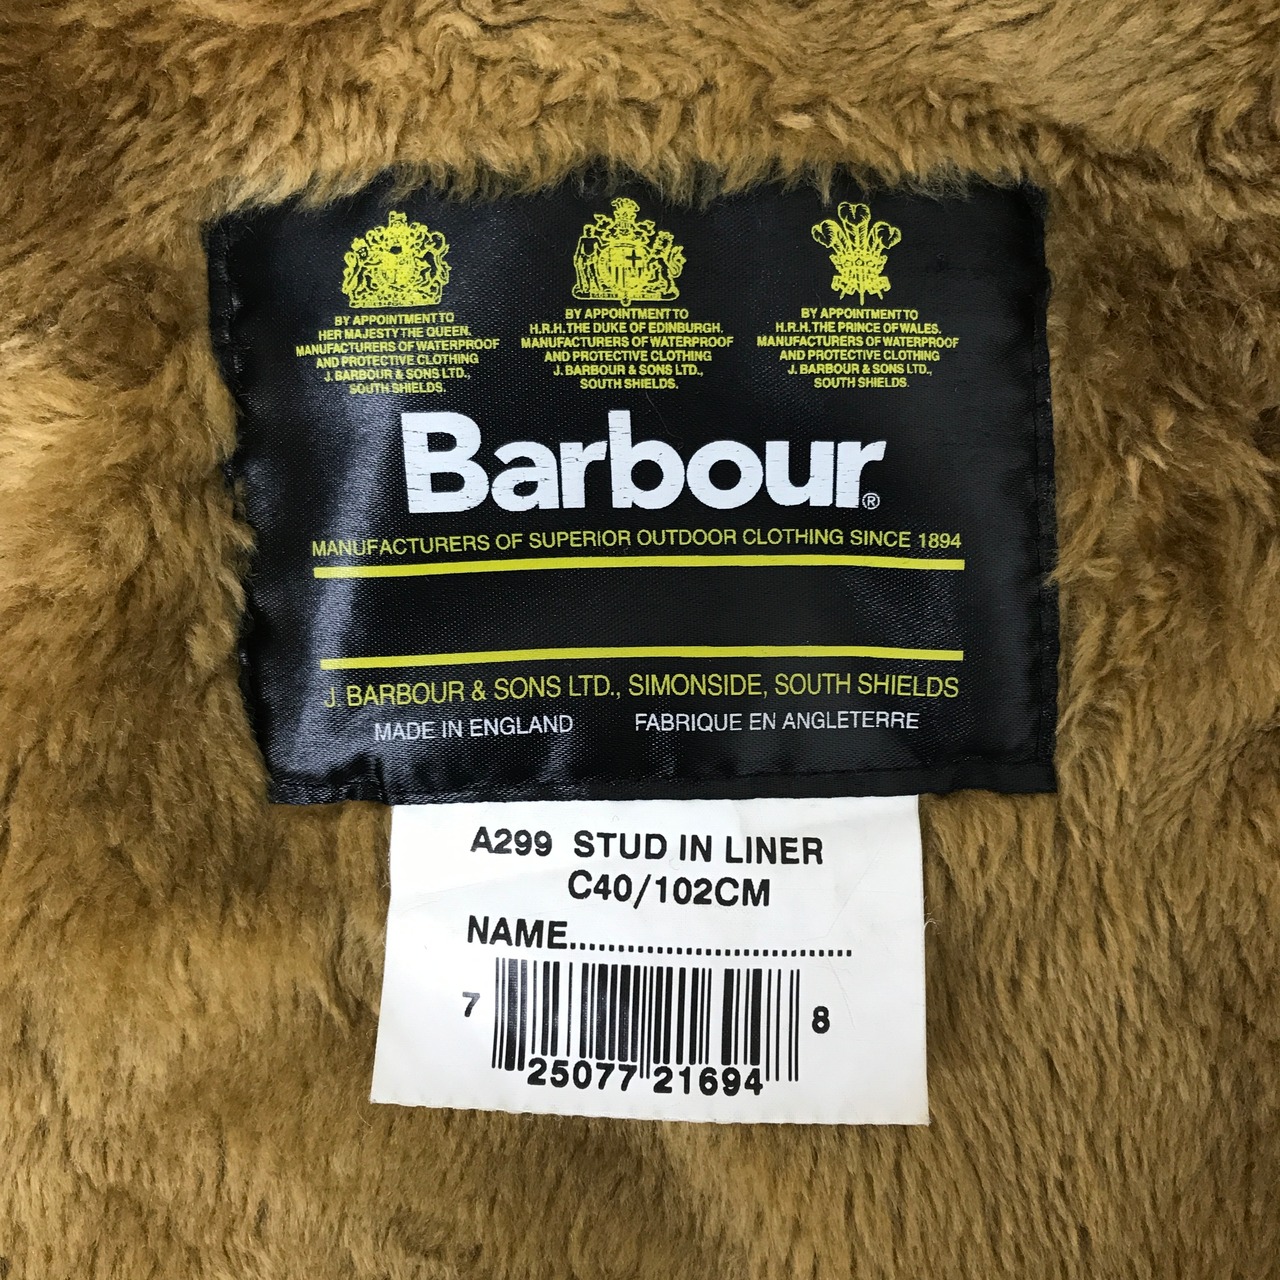 BY APPOINTMENT TO
HER MAJESTY THE QUEEN.
MANUFACTURERS OF WATERPROOF
AND PROTECTIVE CLOTHING
J. BARBOUR & SONS LTD.,
SOUTH SHIELDS.
BY APPOINTMENT TO
H.R.H. THE DUKE OF EDINBURGH.
MANUFACTURERS OF WATERPROOF
AND PROTECTIVE CLOTHING
J. BARBOUR & SONS LTD.,
SOUTH SHIELDS.
BY APPOINTMENT TO
H.R.H. THE PRINCE OF WALES.
MANUFACTURERS OF WATERPROOF
AND PROTECTIVE CLOTHING
J. BARBOUR & SONS LTD.,
SOUTH SHIELDS.
Barbour®
MANUFACTURERS OF SUPERIOR OUTDOOR CLOTHING SINCE 1894
J. BARBOUR & SONS LTD., SIMONSIDE, SOUTH SHIELDS
MADE IN ENGLAND FABRIQUE EN ANGLETERRE
A299 STUD IN LINER
C40/102CM
NAME..............................
7 25077 21694 8